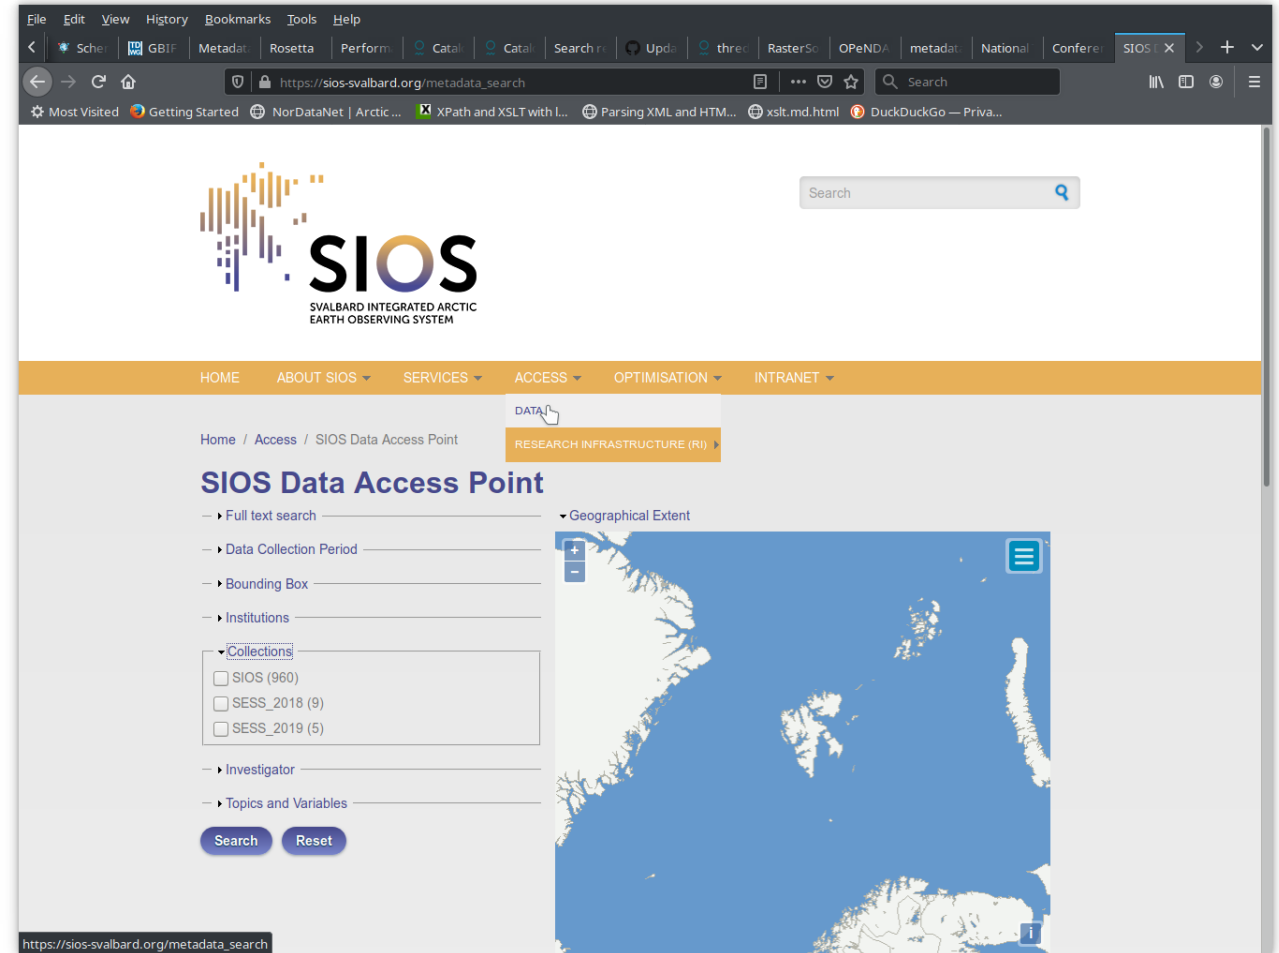 File Edit View History Bookmarks Tools Help
GBIF Metadat Rosetta Perform Catal Catal Search r Upda thred RasterSo OPeNDA metadat National Conferen SIOS
https://sios-svalbard.org/metadata_search
Search
Most Visited Getting Started NorDataNet | Arctic ... XPath and XSLT with l... Parsing XML and HTM... xslt.md.html DuckDuckGo — Priva...
Search
SIOS
SVALBARD INTEGRATED ARCTIC
EARTH OBSERVING SYSTEM
HOME ABOUT SIOS SERVICES ACCESS OPTIMISATION INTRANET
DATA
RESEARCH INFRASTRUCTURE (RI)
Home / Access / SIOS Data Access Point
SIOS Data Access Point
Full text search
Geographical Extent
Data Collection Period
Bounding Box
Institutions
Collections
SIOS (960)
SESS_2018 (9)
SESS_2019 (5)
Investigator
Topics and Variables
Search Reset
+
−
i
https://sios-svalbard.org/metadata_search